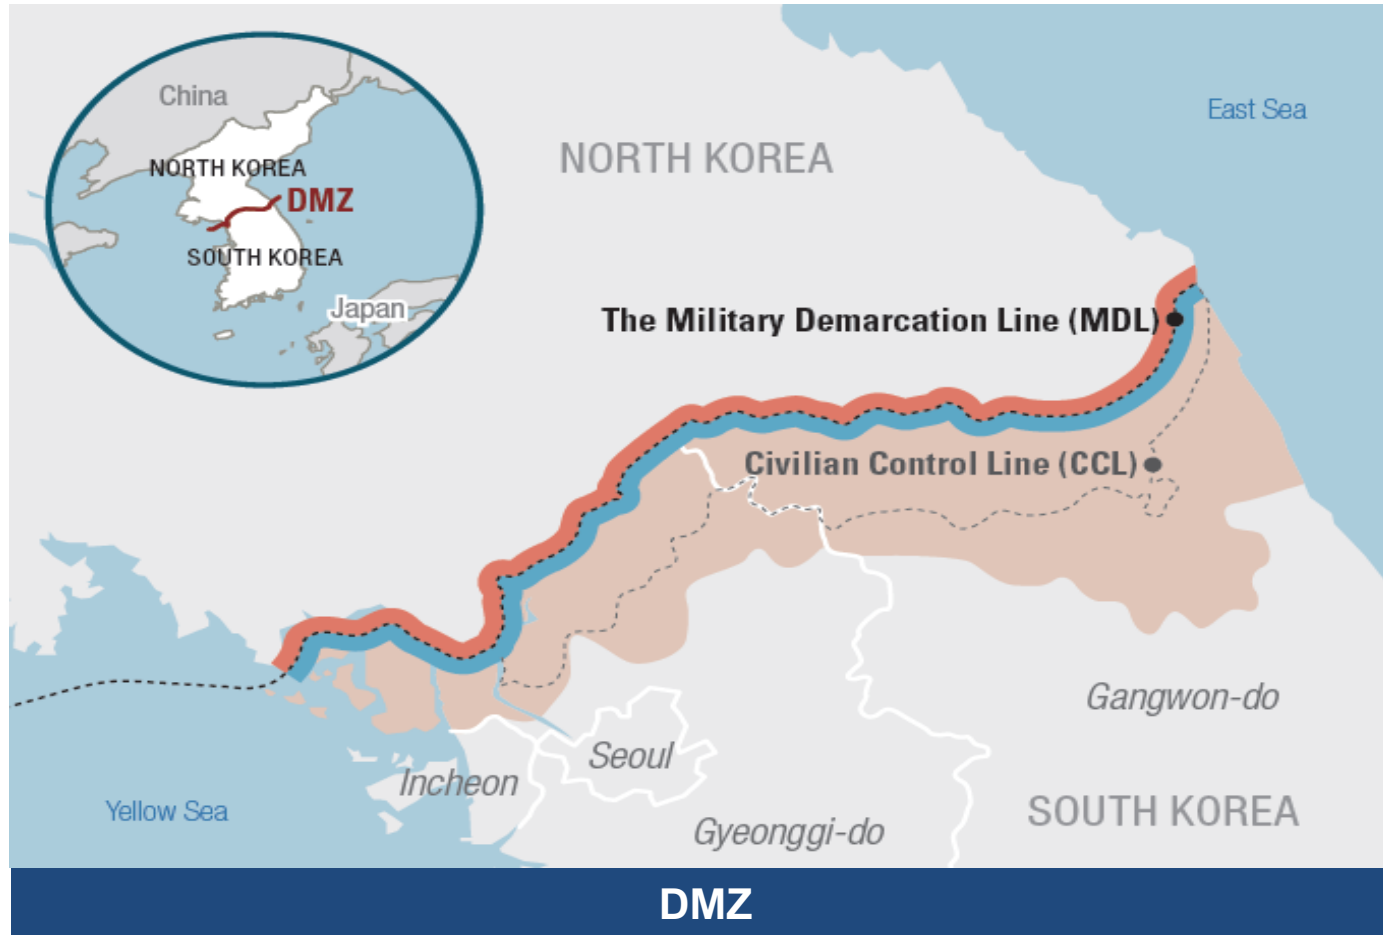 China
NORTH KOREA
DMZ
SOUTH KOREA
Japan
East Sea
NORTH KOREA
The Military Demarcation Line (MDL)
Civilian Control Line (CCL)
Gangwon-do
Seoul
Incheon
Yellow Sea
Gyeonggi-do
SOUTH KOREA
DMZ